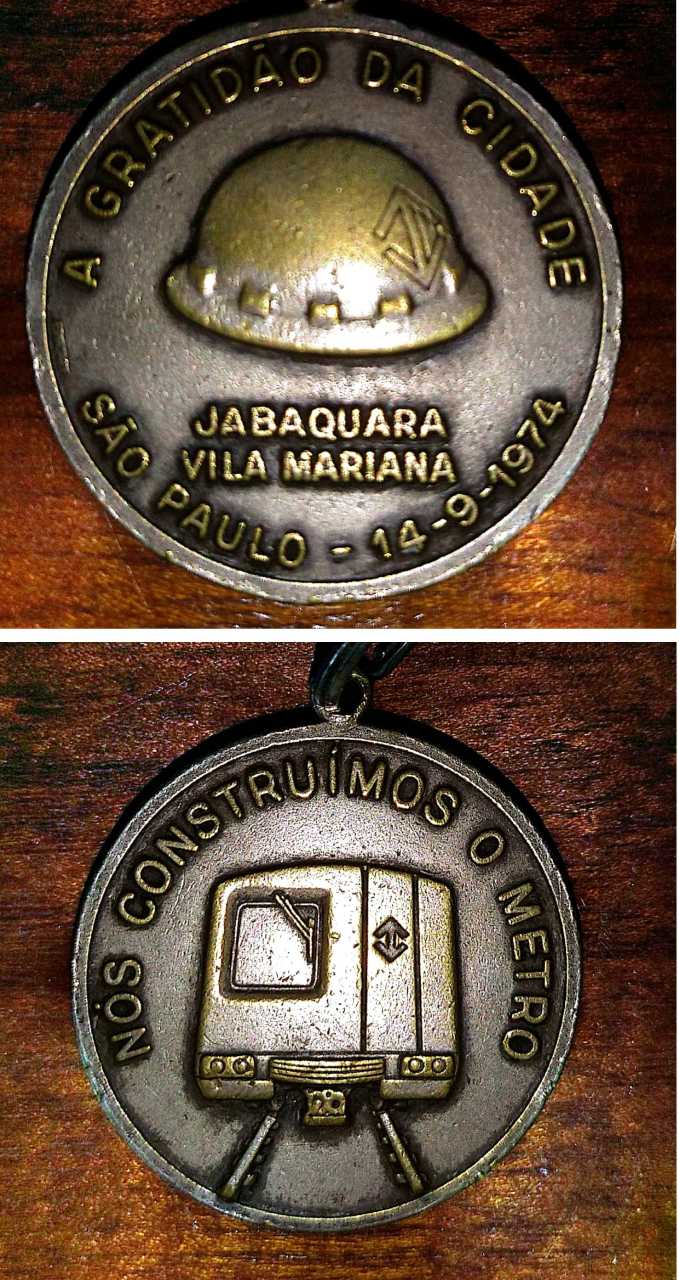 A GRATIDÃO DA CIDADE
JABAQUARA
VILA MARIANA
SÃO PAULO - 14-9-1974
NÓS CONSTRUÍMOS O METRO